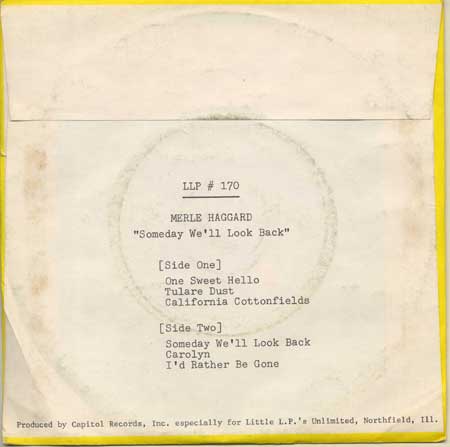 LLP # 170
MERLE HAGGARD
"Someday We'll Look Back"
[Side One]
One Sweet Hello
Tulare Dust
California Cottonfields
[Side Two]
Someday We'll Look Back
Carolyn
I'd Rather Be Gone
Produced by Capitol Records, Inc. especially for Little L.P.'s Unlimited, Northfield, Ill.